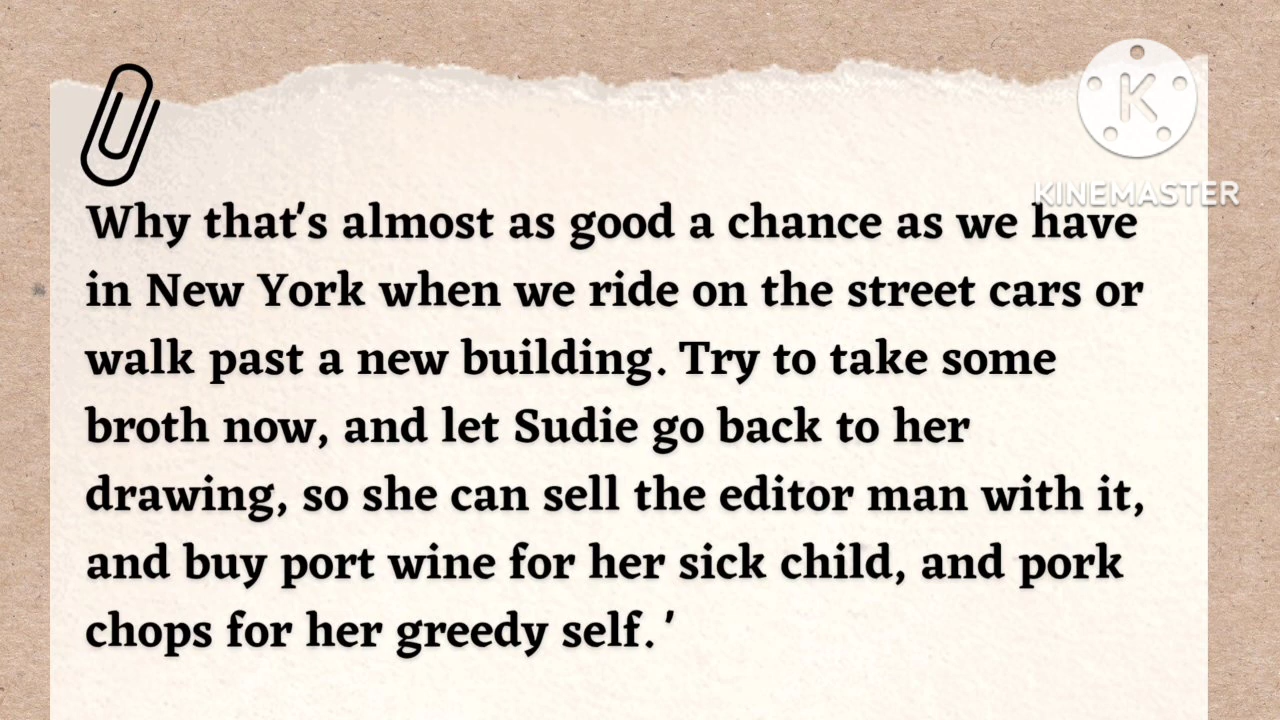 K
KINEMASTER
Why that's almost as good a chance as we have
in New York when we ride on the street cars or
walk past a new building. Try to take some
broth now, and let Sudie go back to her
drawing, so she can sell the editor man with it,
and buy port wine for her sick child, and pork
chops for her greedy self. '